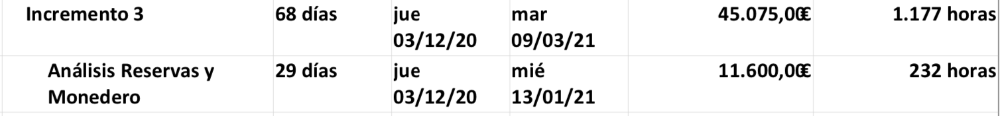 Incremento 3 68 días jue mar 45.075,00€ 1.177 horas
03/12/20 09/03/21
Análisis Reservas y 29 días jue mié 11.600,00€ 232 horas
Monedero 03/12/20 13/01/21